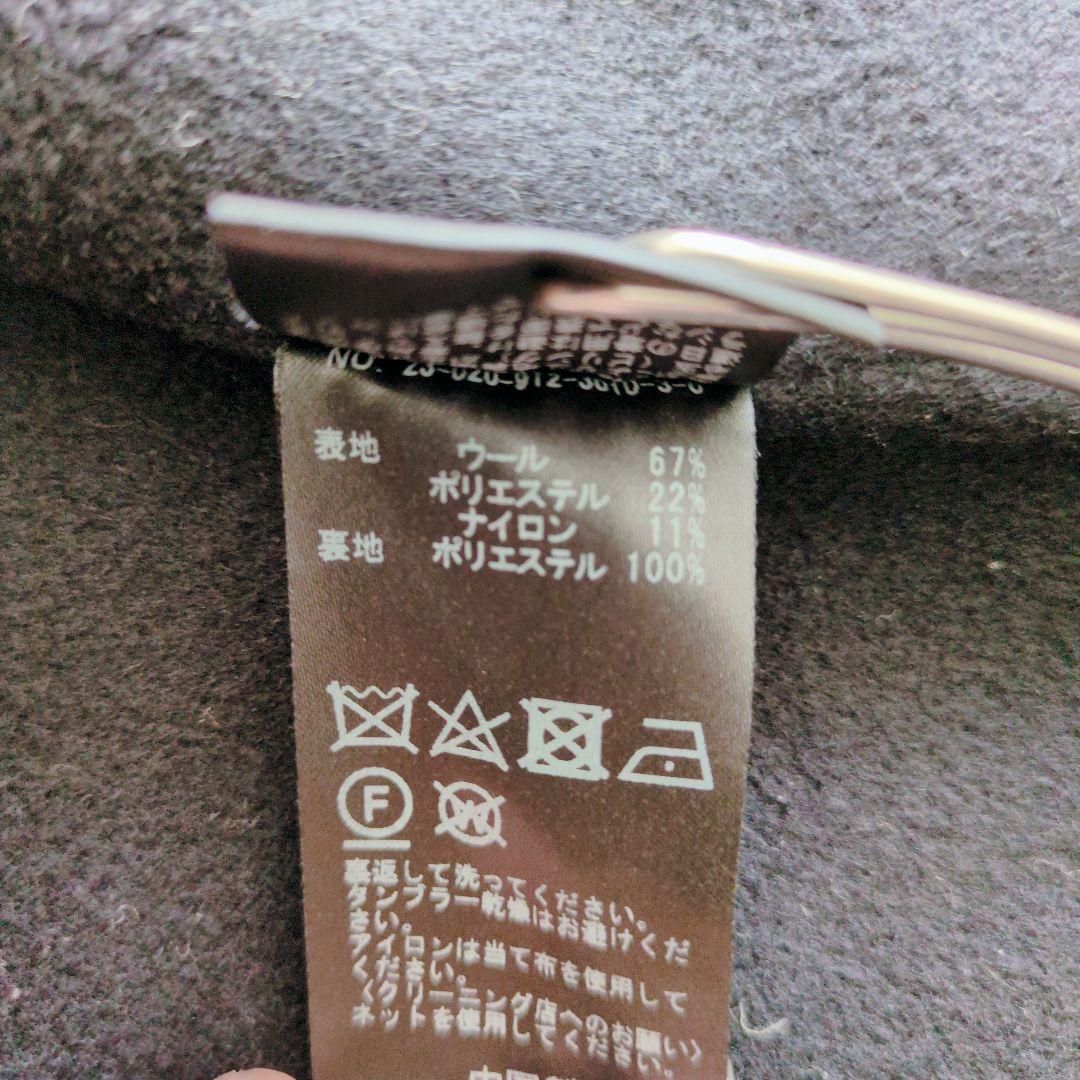 表地 ウール 67%
ポリエステル 22%
ナイロン 11%
裏地 ポリエステル 100%
F
W
裏返して洗ってください。
タンブラー乾燥はお避けくだ
さい。
アイロンは当て布を使用して
ください。
〈クリーニング店へのお願い〉
ネットを使用してください。